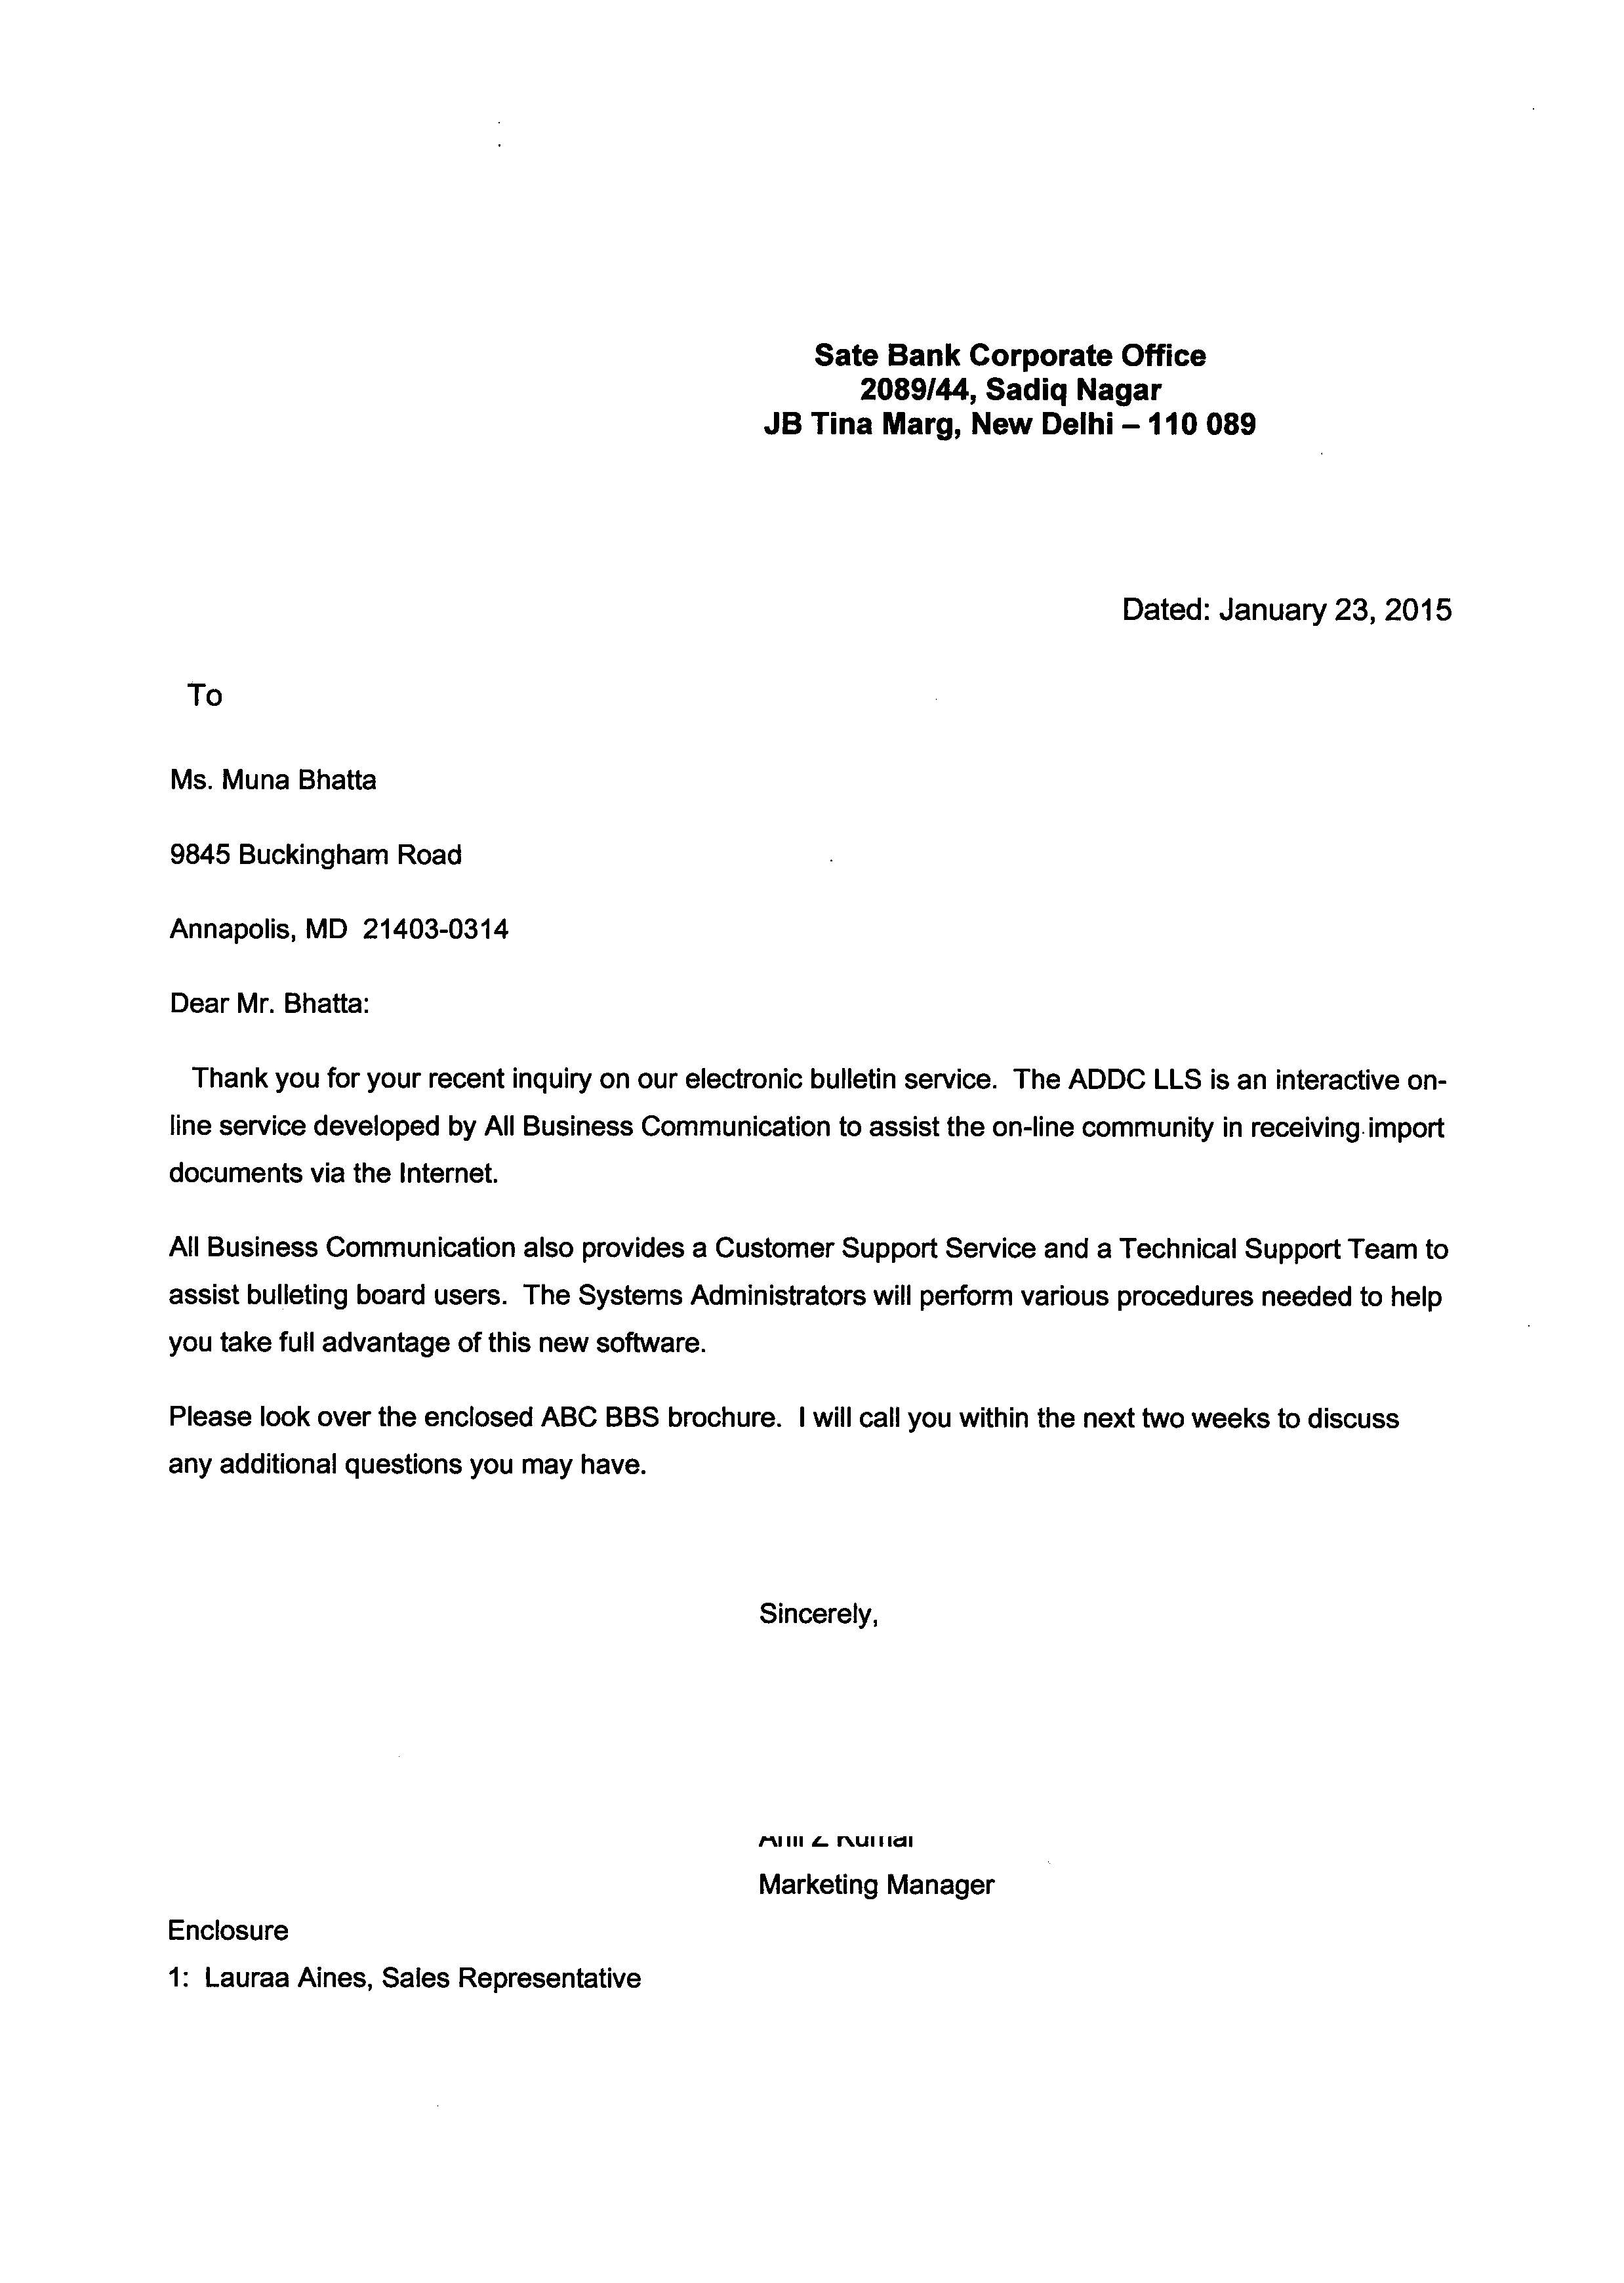 Sate Bank Corporate Office
2089/44, Sadiq Nagar
JB Tina Marg, New Delhi – 110 089
Dated: January 23, 2015
To
Ms. Muna Bhatta
9845 Buckingham Road
Annapolis, MD  21403-0314
Dear Mr. Bhatta:
Thank you for your recent inquiry on our electronic bulletin service.  The ADDC LLS is an interactive on-
line service developed by All Business Communication to assist the on-line community in receiving import
documents via the Internet.
All Business Communication also provides a Customer Support Service and a Technical Support Team to
assist bulleting board users.  The Systems Administrators will perform various procedures needed to help
you take full advantage of this new software.
Please look over the enclosed ABC BBS brochure.  I will call you within the next two weeks to discuss
any additional questions you may have.
Sincerely,
Marketing Manager
Enclosure
1:  Lauraa Aines, Sales Representative